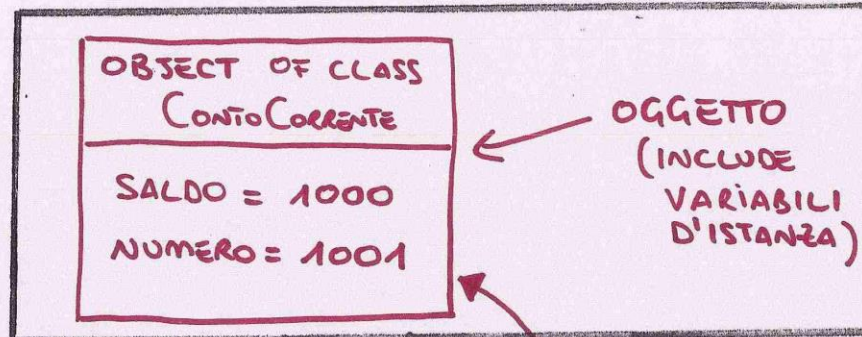 OBJECT OF CLASS
CONTOCORRENTE
SALDO = 1000
NUMERO = 1001
OGGETTO
(INCLUDE
VARIABILI
D'ISTANZA)